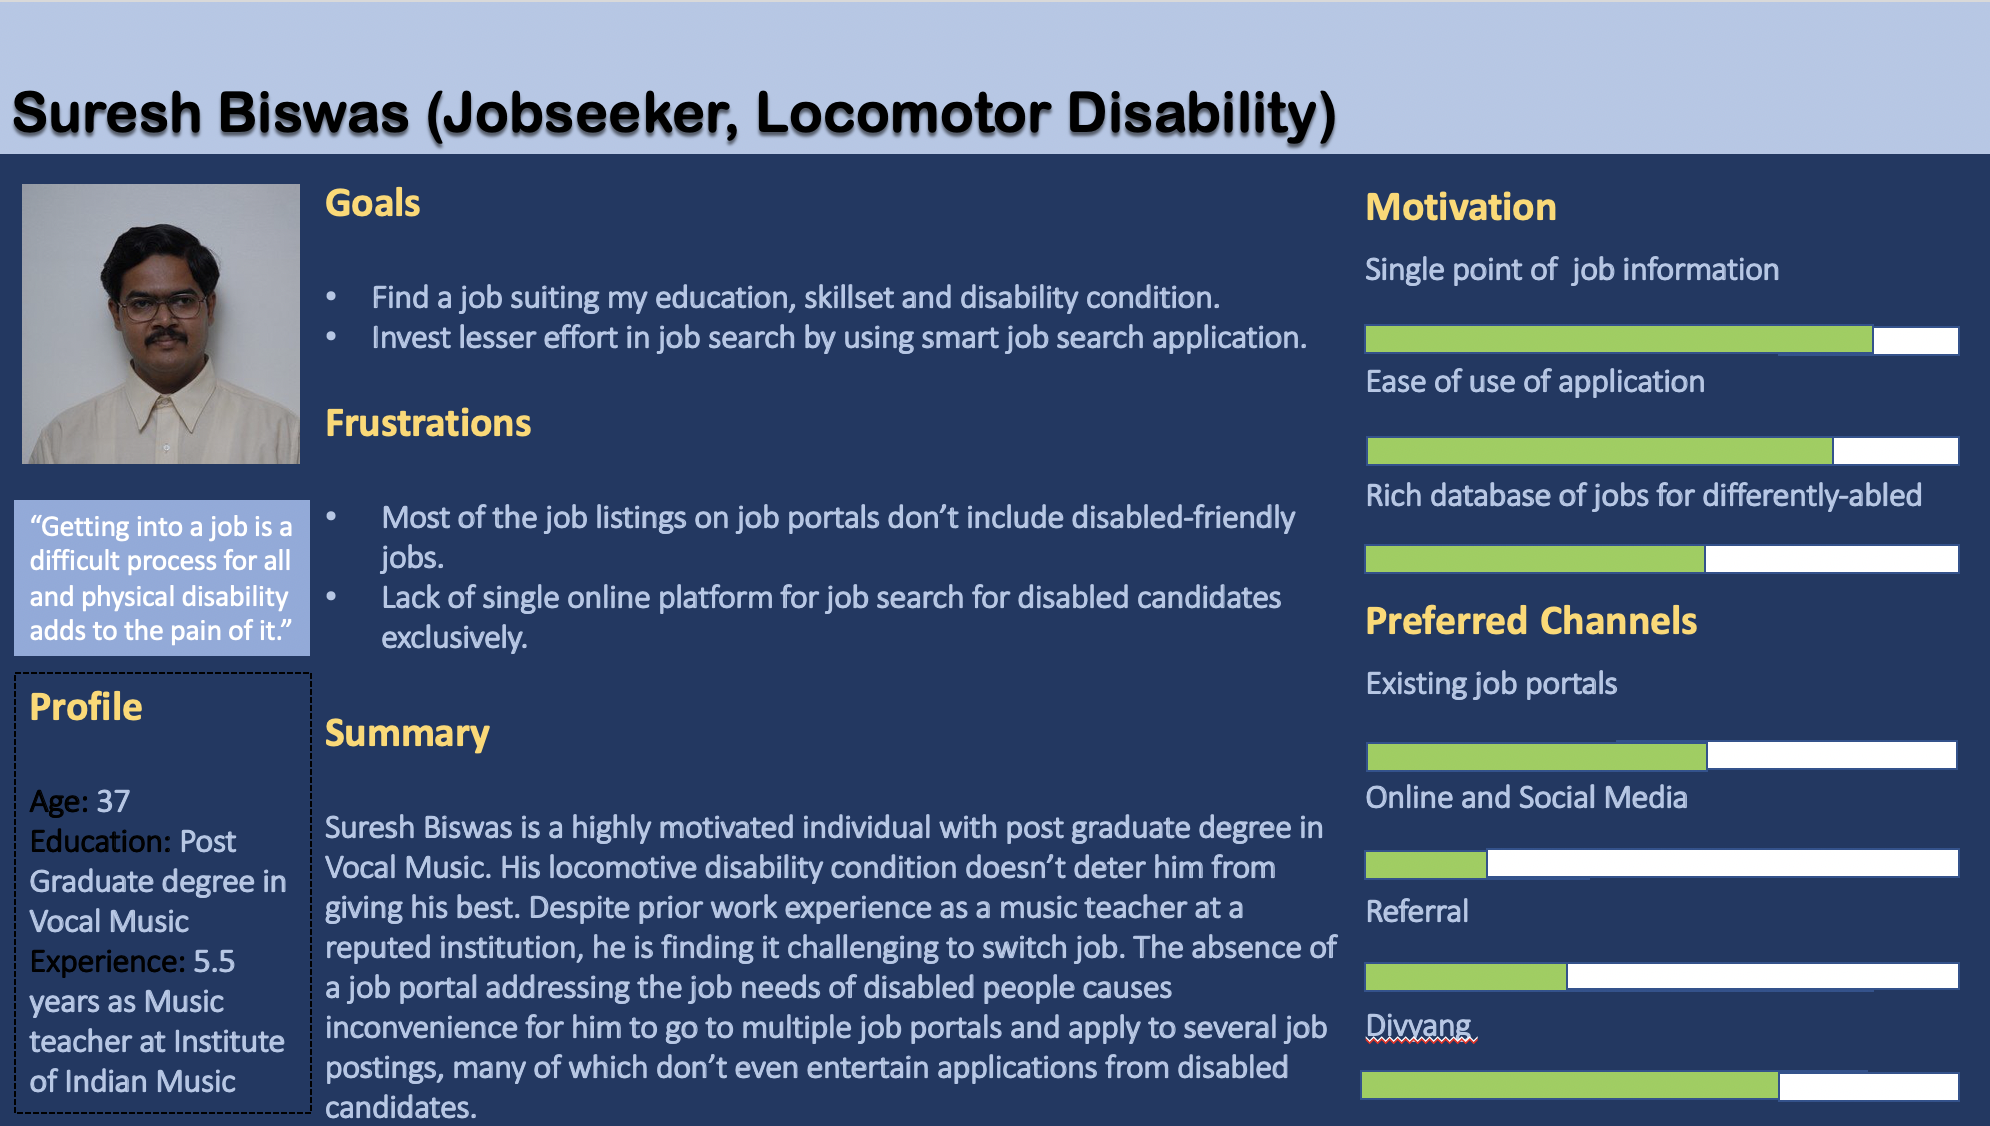 Suresh Biswas (Jobseeker, Locomotor Disability)
“Getting into a job is a
difficult process for all
and physical disability
adds to the pain of it.”
Profile
Age: 37
Education: Post
Graduate degree in
Vocal Music
Experience: 5.5
years as Music
teacher at Institute
of Indian Music
Goals
• Find a job suiting my education, skillset and disability condition.
• Invest lesser effort in job search by using smart job search application.
Frustrations
• Most of the job listings on job portals don’t include disabled-friendly
jobs.
• Lack of single online platform for job search for disabled candidates
exclusively.
Summary
Suresh Biswas is a highly motivated individual with post graduate degree in
Vocal Music. His locomotive disability condition doesn’t deter him from
giving his best. Despite prior work experience as a music teacher at a
reputed institution, he is finding it challenging to switch job. The absence of
a job portal addressing the job needs of disabled people causes
inconvenience for him to go to multiple job portals and apply to several job
postings, many of which don’t even entertain applications from disabled
candidates.
Motivation
Single point of  job information
Ease of use of application
Rich database of jobs for differently-abled
Preferred Channels
Existing job portals
Online and Social Media
Referral
Divyang